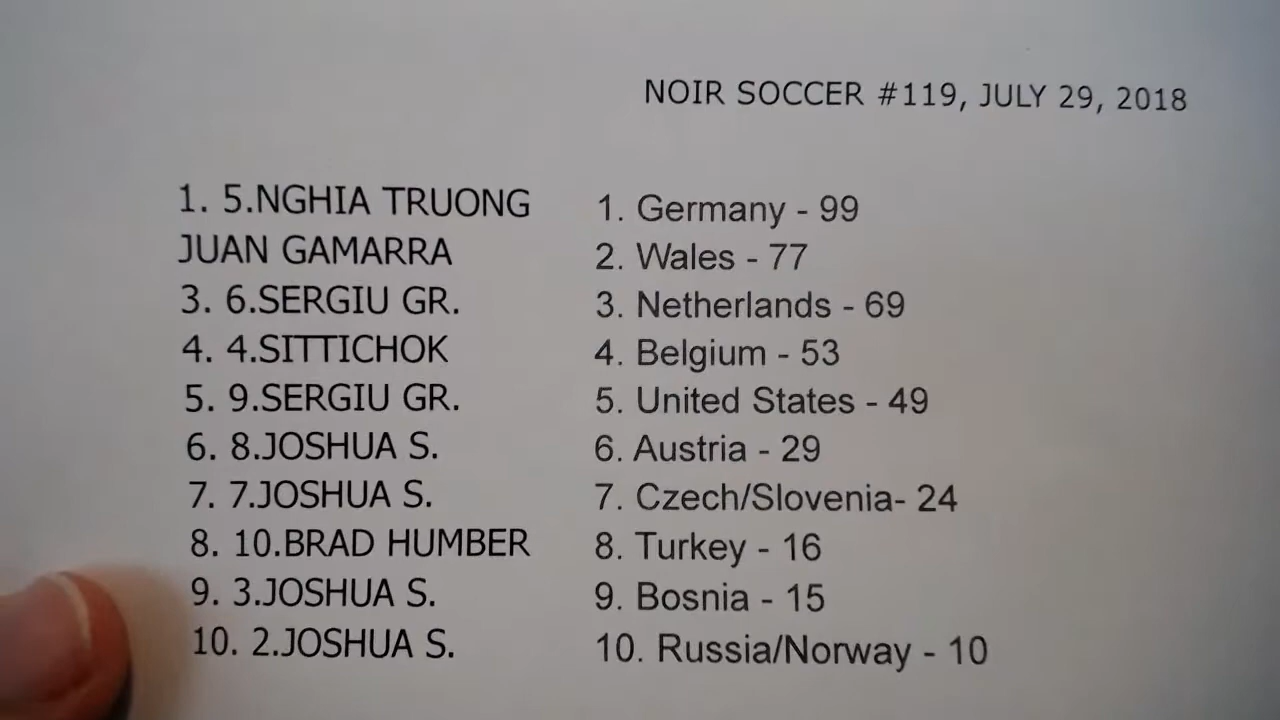 NOIR SOCCER #119, JULY 29, 2018
1. 5.NGHIA TRUONG
JUAN GAMARRA
3. 6.SERGIU GR.
4. 4.SITTICHOK
5. 9.SERGIU GR.
6. 8.JOSHUA S.
7. 7.JOSHUA S.
8. 10.BRAD HUMBER
9. 3.JOSHUA S.
10. 2.JOSHUA S.
1. Germany - 99
2. Wales - 77
3. Netherlands - 69
4. Belgium - 53
5. United States - 49
6. Austria - 29
7. Czech/Slovenia- 24
8. Turkey - 16
9. Bosnia - 15
10. Russia/Norway - 10